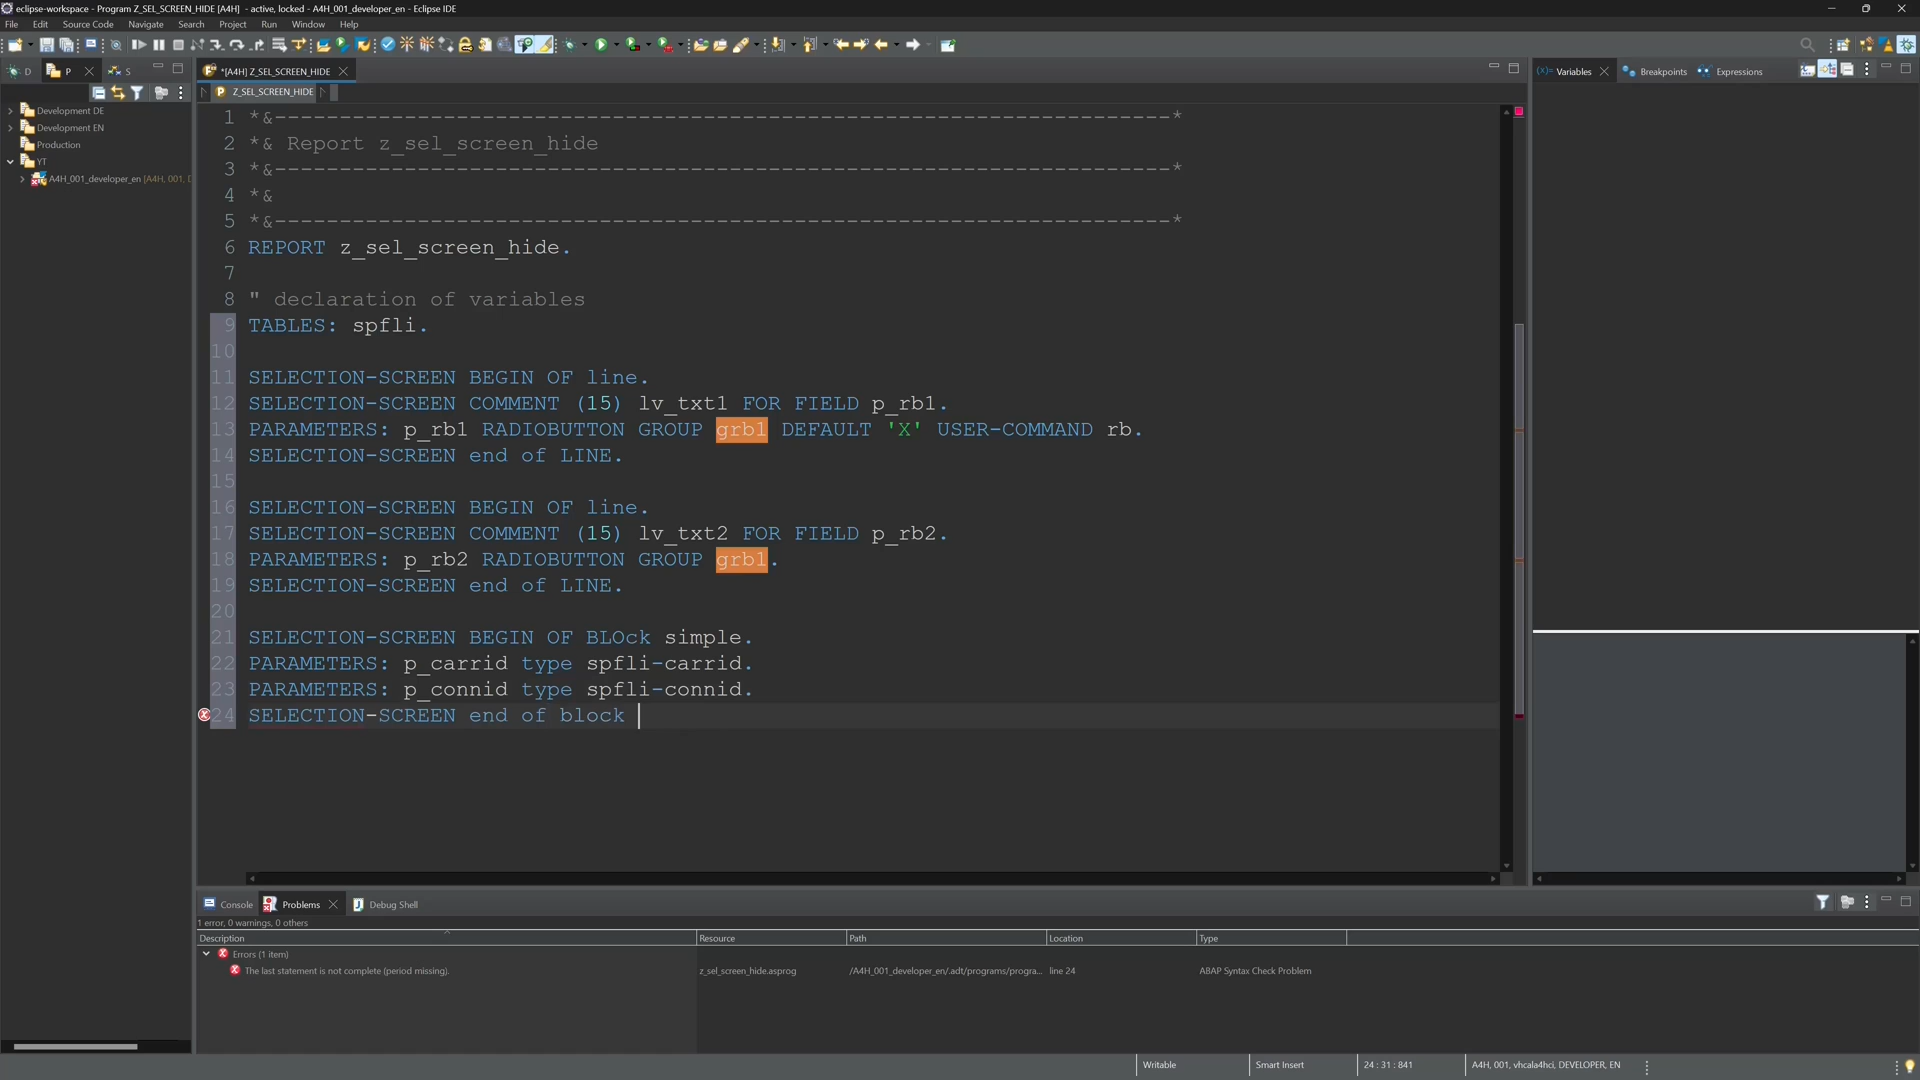 eclipse-workspace - Program Z_SEL_SCREEN_HIDE [A4H] - active, locked - A4H_001_developer_en - Eclipse IDE
File Edit Source Code Navigate Search Project Run Window Help
D P S
*[A4H] Z_SEL_SCREEN_HIDE
Z_SEL_SCREEN_HIDE
Development DE
Development EN
Production
YT
A4H_001_developer_en [A4H, 001,
1 *&---------------------------------------------------------------------*
2 *& Report z_sel_screen_hide
3 *&---------------------------------------------------------------------*
4 *&
5 *&---------------------------------------------------------------------*
6 REPORT z_sel_screen_hide.
7
8 " declaration of variables
9 TABLES: spfli.
10
11 SELECTION-SCREEN BEGIN OF line.
12 SELECTION-SCREEN COMMENT (15) lv_txt1 FOR FIELD p_rb1.
13 PARAMETERS: p_rb1 RADIOBUTTON GROUP grb1 DEFAULT 'X' USER-COMMAND rb.
14 SELECTION-SCREEN end of LINE.
15
16 SELECTION-SCREEN BEGIN OF line.
17 SELECTION-SCREEN COMMENT (15) lv_txt2 FOR FIELD p_rb2.
18 PARAMETERS: p_rb2 RADIOBUTTON GROUP grb1.
19 SELECTION-SCREEN end of LINE.
20
21 SELECTION-SCREEN BEGIN OF BLOck simple.
22 PARAMETERS: p_carrid type spfli-carrid.
23 PARAMETERS: p_connid type spfli-connid.
24 SELECTION-SCREEN end of block
(x)= Variables Breakpoints Expressions
Console Problems Debug Shell
1 error, 0 warnings, 0 others
Description Resource Path Location Type
Errors (1 item)
The last statement is not complete (period missing). z_sel_screen_hide.asprog /A4H_001_developer_en/.adt/programs/progra... line 24 ABAP Syntax Check Problem
Writable Smart Insert 24 : 31 : 841 A4H, 001, vhcala4hci, DEVELOPER, EN